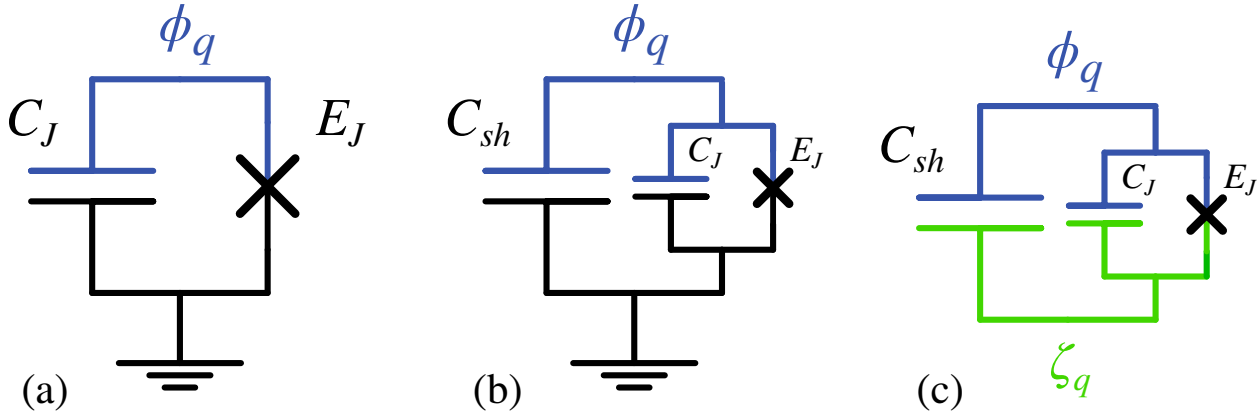 ϕ_q
C_J
E_J
(a)
ϕ_q
C_sh
C_J
E_J
(b)
ϕ_q
C_sh
C_J
E_J
ζ_q
(c)